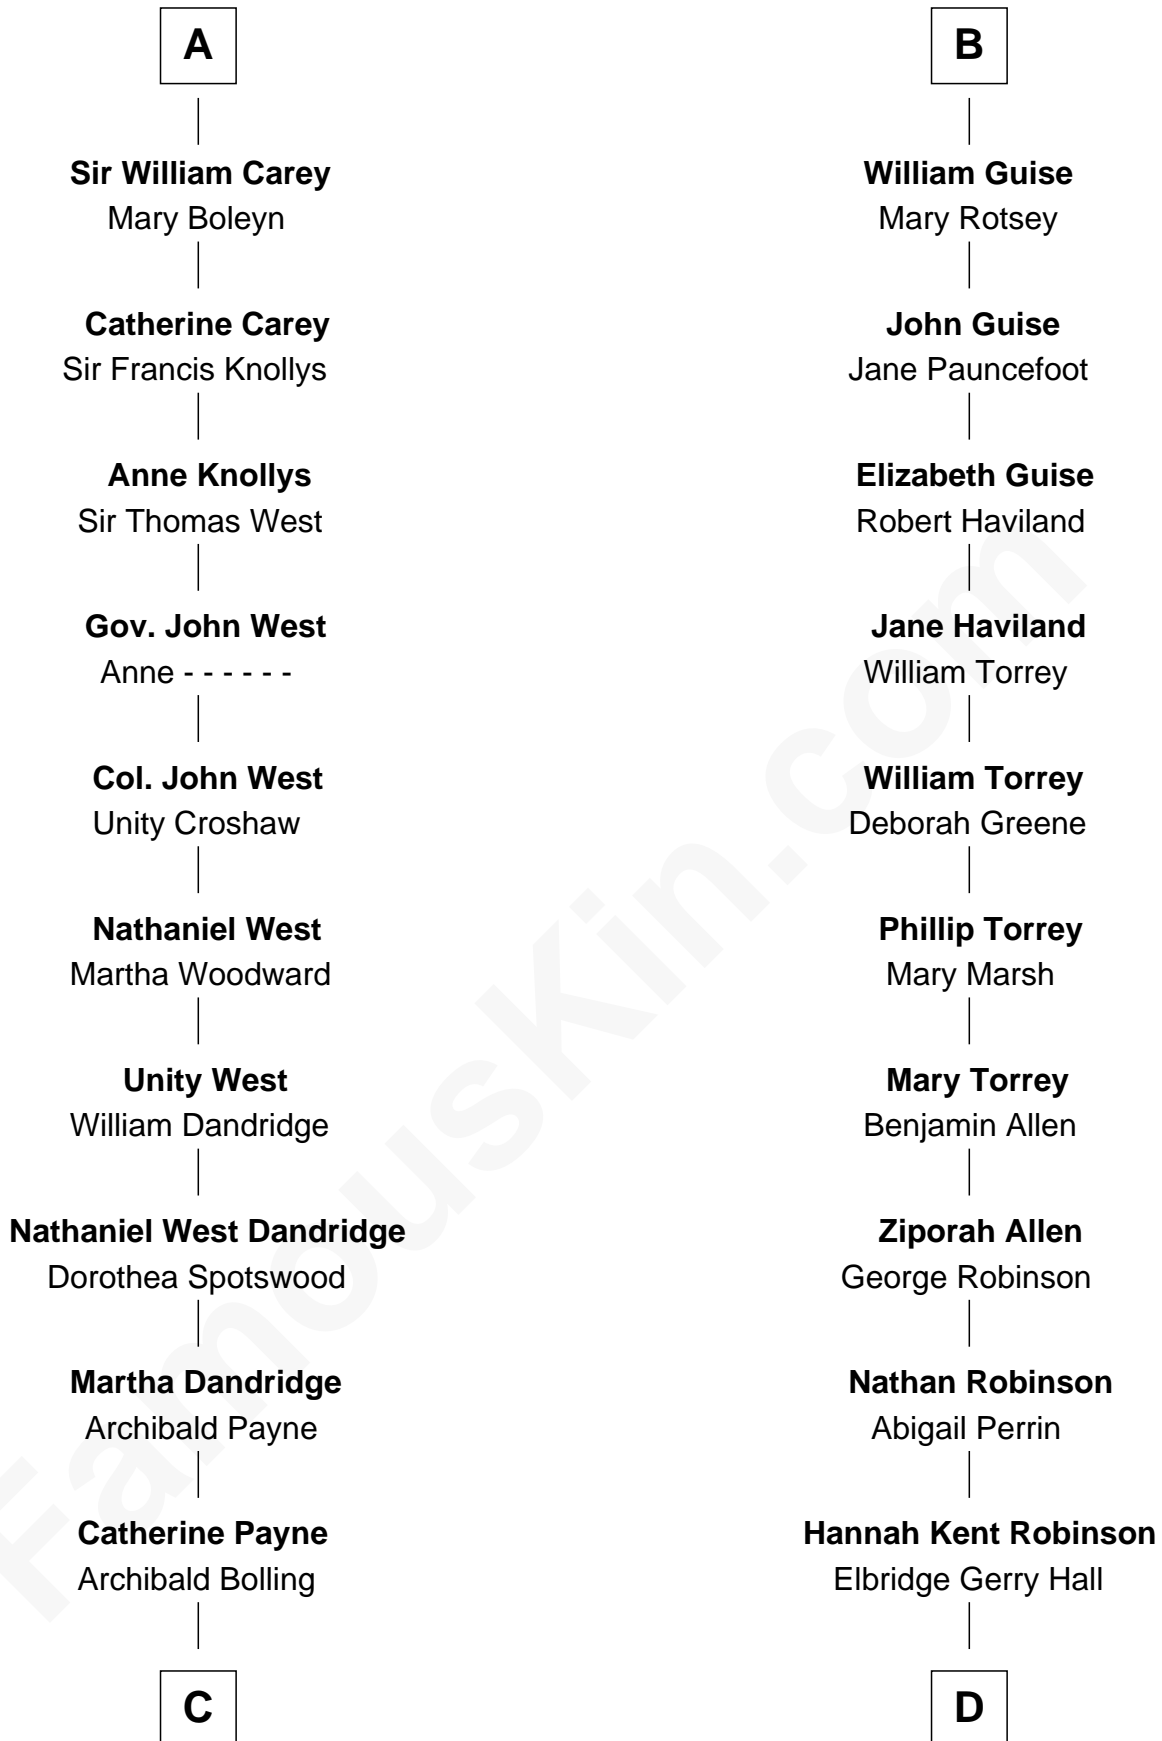 A
Sir William Carey
Mary Boleyn
Catherine Carey
Sir Francis Knollys
Anne Knollys
Sir Thomas West
Gov. John West
Anne - - - - - -
Col. John West
Unity Croshaw
Nathaniel West
Martha Woodward
Unity West
William Dandridge
Nathaniel West Dandridge
Dorothea Spotswood
Martha Dandridge
Archibald Payne
Catherine Payne
Archibald Bolling
C
B
William Guise
Mary Rotsey
John Guise
Jane Pauncefoot
Elizabeth Guise
Robert Haviland
Jane Haviland
William Torrey
William Torrey
Deborah Greene
Phillip Torrey
Mary Marsh
Mary Torrey
Benjamin Allen
Ziporah Allen
George Robinson
Nathan Robinson
Abigail Perrin
Hannah Kent Robinson
Elbridge Gerry Hall
D
FamousKin.com